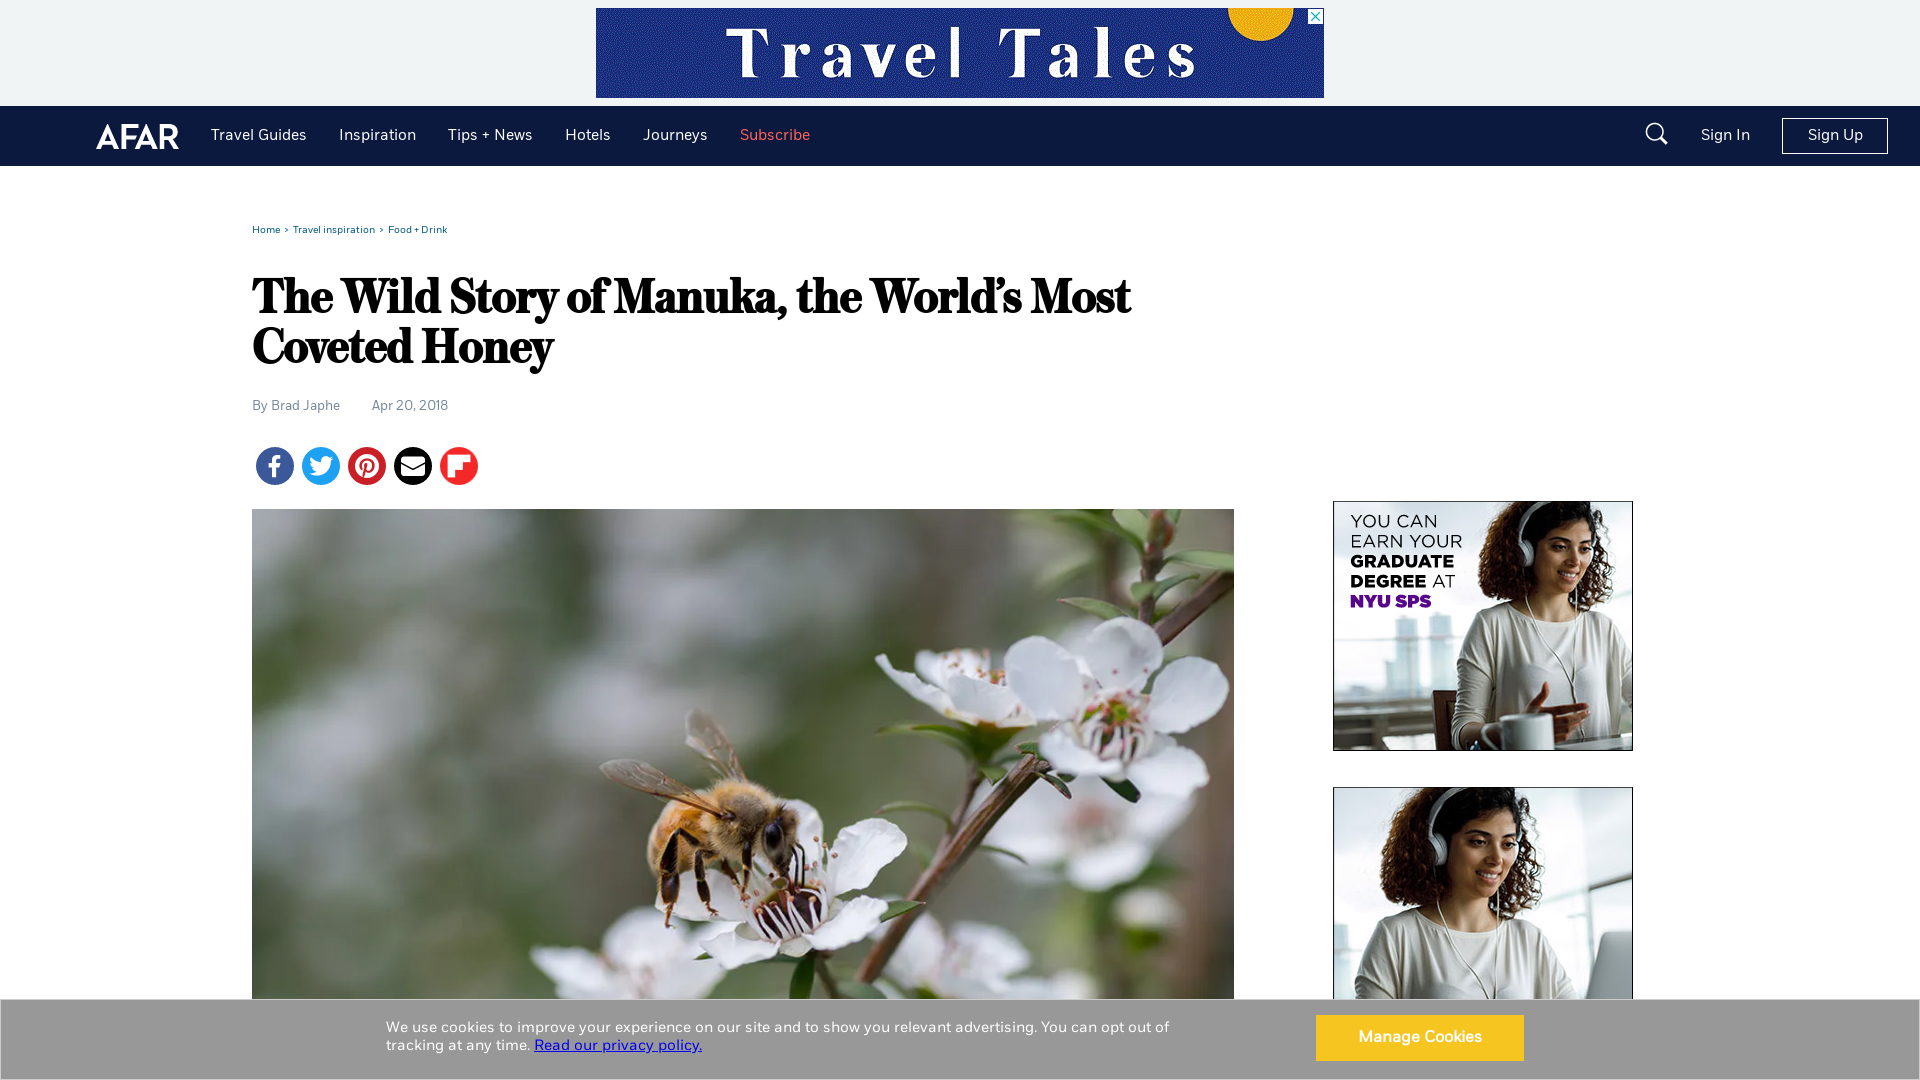 Travel Tales
AFAR
Travel Guides
Inspiration
Tips + News
Hotels
Journeys
Subscribe
Sign In
Sign Up
Home > Travel inspiration > Food + Drink
The Wild Story of Manuka, the World’s Most
Coveted Honey
By Brad Japhe
Apr 20, 2018
YOU CAN
EARN YOUR
GRADUATE
DEGREE AT
NYU SPS
We use cookies to improve your experience on our site and to show you relevant advertising. You can opt out of
tracking at any time. Read our privacy policy.
Manage Cookies